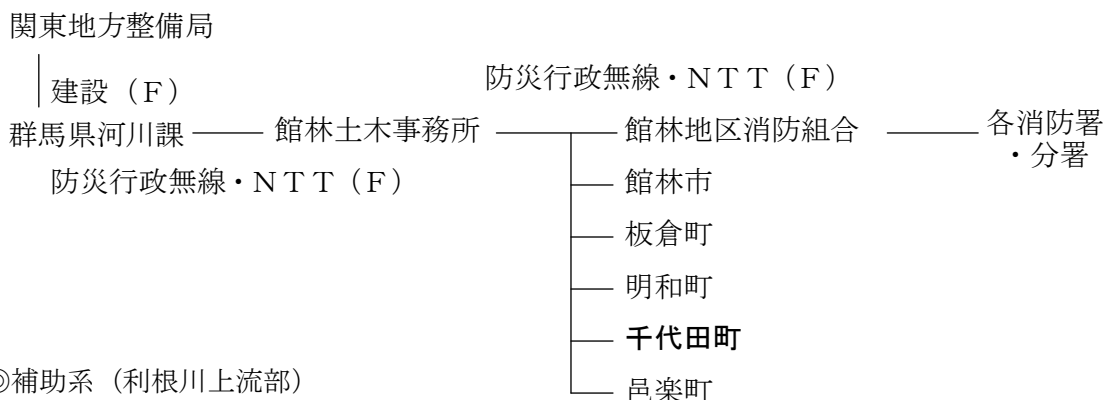 関東地方整備局
建設（Ｆ）
防災行政無線・ＮＴＴ（Ｆ）
群馬県河川課
館林土木事務所
館林地区消防組合
各消防署
・分署
防災行政無線・ＮＴＴ（Ｆ）
館林市
板倉町
明和町
千代田町
◎補助系（利根川上流部）
邑楽町